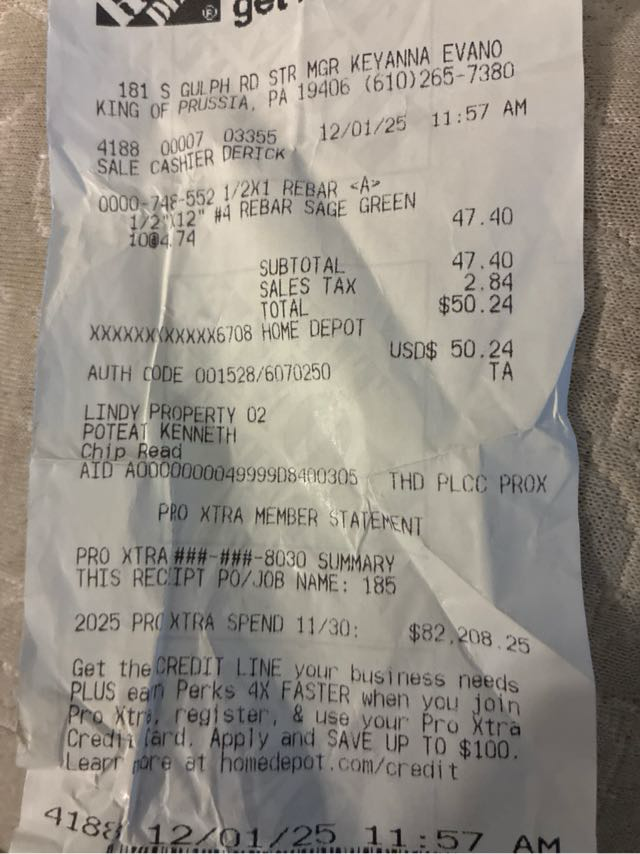 get
181 S GULPH RD STR MGR KEYANNA EVANO
KING OF PRUSSIA, PA 19406 (610)265-7380
4188 00007 03355 12/01/25 11:57 AM
SALE CASHIER DERICK
0000-748-552 1/2X1 REBAR <A>
1/2"X12" #4 REBAR SAGE GREEN
10@4.74 47.40
SUBTOTAL 47.40
SALES TAX 2.84
TOTAL $50.24
XXXXXXXXXXXX6708 HOME DEPOT
USD$ 50.24
AUTH CODE 001528/6070250 TA
LINDY PROPERTY 02
POTEAT KENNETH
Chip Read
AID A0000000049999D8400305 THD PLCC PROX
PRO XTRA MEMBER STATEMENT
PRO XTRA ###-###-8030 SUMMARY
THIS RECEIPT PO/JOB NAME: 185
2025 PRO XTRA SPEND 11/30: $82,208.25
Get the CREDIT LINE your business needs
PLUS earn Perks 4X FASTER when you join
Pro Xtra, register, & use your Pro Xtra
Credit Card. Apply and SAVE UP TO $100.
Learn more at homedepot.com/credit
4188 12/01/25 11:57 AM